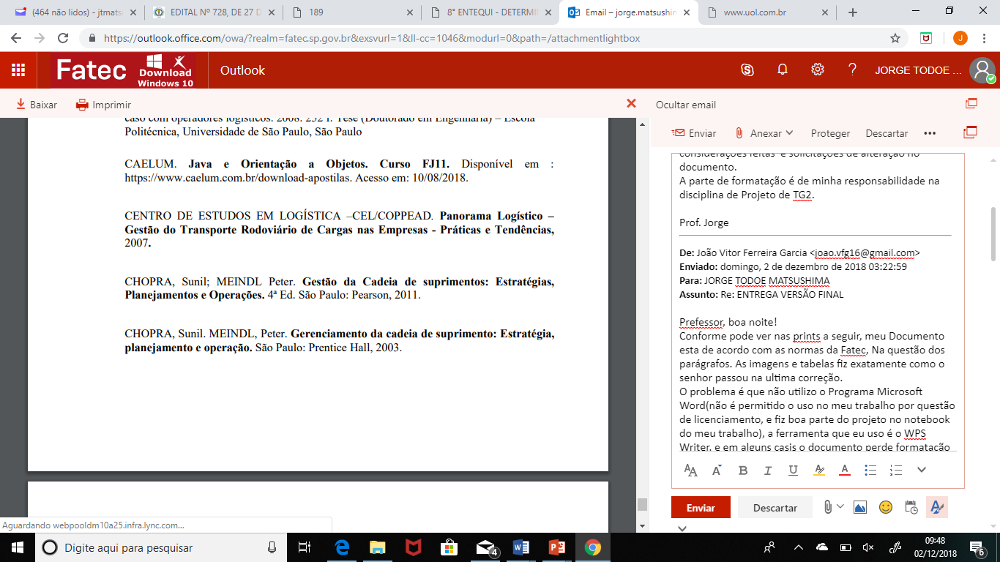 (464 não lidos) - jtmats
EDITAL Nº 728, DE 27 D
189
8° ENTEQUI - DETERMI
Email – jorge.matsushin
www.uol.com.br
https://outlook.office.com/owa/?realm=fatec.sp.gov.br&exsvurl=1&ll-cc=1046&modurl=0&path=/attachmentlightbox
J
Fatec
Download
Windows 10
Outlook
JORGE TODOE ...
Baixar
Imprimir
Ocultar email
caso com operadores logísticos. 2008. 252 f. Tese (Doutorado em Engenharia) – Escola
Politécnica, Universidade de São Paulo, São Paulo
CAELUM. Java e Orientação a Objetos. Curso FJ11. Disponível em :
https://www.caelum.com.br/download-apostilas. Acesso em: 10/08/2018.
CENTRO DE ESTUDOS EM LOGÍSTICA –CEL/COPPEAD. Panorama Logístico –
Gestão do Transporte Rodoviário de Cargas nas Empresas - Práticas e Tendências,
2007.
CHOPRA, Sunil; MEINDL Peter. Gestão da Cadeia de suprimentos: Estratégias,
Planejamentos e Operações. 4ª Ed. São Paulo: Pearson, 2011.
CHOPRA, Sunil. MEINDL, Peter. Gerenciamento da cadeia de suprimento: Estratégia,
planejamento e operação. São Paulo: Prentice Hall, 2003.
Enviar
Anexar
Proteger
Descartar
considerações feitas e solicitações de alteração no
documento.
A parte de formatação é de minha responsabilidade na
disciplina de Projeto de TG2.
Prof. Jorge
De: João Vitor Ferreira Garcia <joao.vfg16@gmail.com>
Enviado: domingo, 2 de dezembro de 2018 03:22:59
Para: JORGE TODOE MATSUSHIMA
Assunto: Re: ENTREGA VERSÃO FINAL
Prefessor, boa noite!
Conforme pode ver nas prints a seguir, meu Documento
esta de acordo com as normas da Fatec, Na questão dos
parágrafos. As imagens e tabelas fiz exatamente como o
senhor passou na ultima correção.
O problema é que não utilizo o Programa Microsoft
Word(não é permitido o uso no meu trabalho por questão
de licenciamento, e fiz boa parte do projeto no notebook
do meu trabalho), a ferramenta que eu uso é o WPS
Writer, e em alguns casis o documento perde formatação
Enviar
Descartar
Aguardando webpooldm10a25.infra.lync.com...
Digite aqui para pesquisar
4
09:48
02/12/2018
6